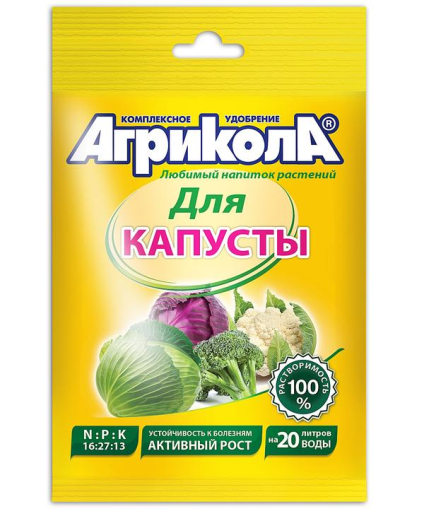 КОМПЛЕКСНОЕ УДОБРЕНИЕ
АгриколА®
Любимый напиток растений
Для
КАПУСТЫ
РАСТВОРИМОСТЬ
100%
N:P:K
16:27:13
УСТОЙЧИВОСТЬ К БОЛЕЗНЯМ
АКТИВНЫЙ РОСТ
на 20 литров ВОДЫ